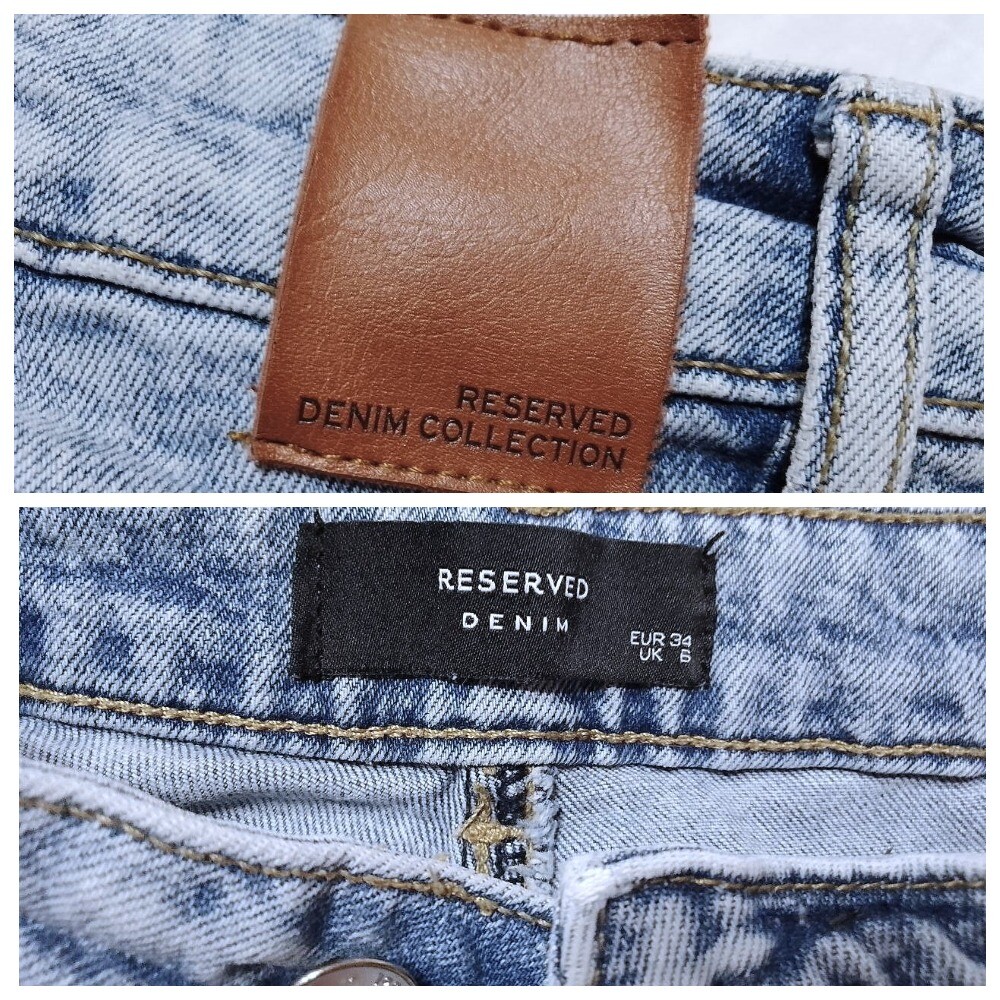 RESERVED
DENIM COLLECTION
RESERVED
DENIM
EUR 34
UK 6